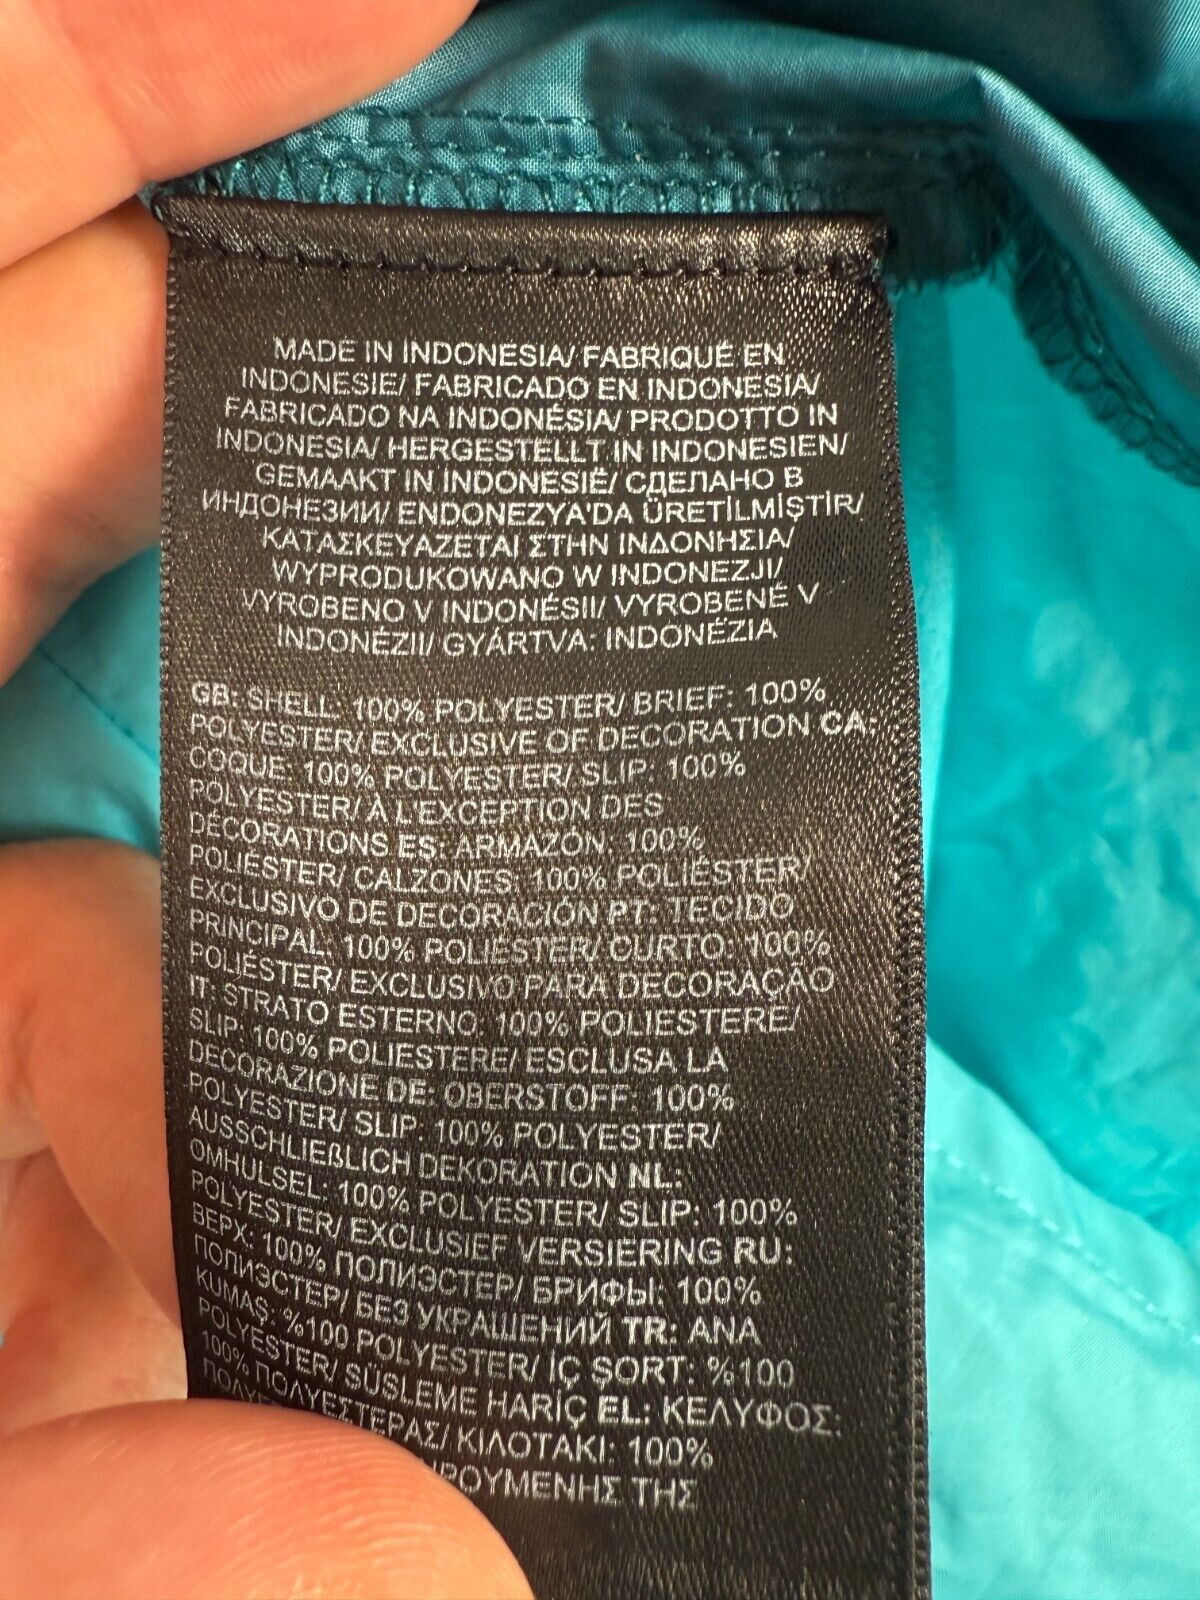 MADE IN İNDONESIA/ FABRIQUÉ EN
INDONESIE/ FABRICADO EN INDONESIA/
FABRICADO NA INDONÉSIA/ PRODOTTO IN
INDONESIA/ HERGESTELLT IN INDONESIEN/
GEMAAKT IN INDONESIË/ СДЕЛАНО В
ИНДОНЕЗИИ/ ENDONEZYA'DA ÜRETİLMİŞTİR/
ΚΑΤΑΣΚΕΥΑΖΕΤΑΙ ΣΤΗΝ ΙΝΔΟΝΗΣΙΑ/
WYPRODUKOWANO W INDONEZJI/
VYROBENO V INDONÉSII/ VYROBENÉ V
INDONÉZII/ GYÁRTVA: INDONÉZIA
GB: SHELL: 100% POLYESTER/ BRIEF: 100%
POLYESTER/ EXCLUSIVE OF DECORATION CA:
COQUE: 100% POLYESTER/ SLIP: 100%
POLYESTER/ À L'EXCEPTION DES
DÉCORATIONS ES: ARMAZÓN: 100%
POLIÉSTER/ CALZONES: 100% POLIÉSTER/
EXCLUSIVO DE DECORACIÓN PT: TECIDO
PRINCIPAL: 100% POLIÉSTER/ CURTO: 100%
POLIÉSTER/ EXCLUSIVO PARA DECORAÇÃO
IT: STRATO ESTERNO: 100% POLIESTERE/
SLIP: 100% POLIESTERE/ ESCLUSA LA
DECORAZIONE DE: OBERSTOFF: 100%
POLYESTER/ SLIP: 100% POLYESTER/
AUSSCHLIEßLICH DEKORATION NL:
OMHULSEL: 100% POLYESTER/ SLIP: 100%
POLYESTER/ EXCLUSIEF VERSIERING RU:
ВЕРХ: 100% ПОЛИЭСТЕР/ БРИФЫ: 100%
ПОЛИЭСТЕР/ БЕЗ УКРАШЕНИЙ TR: ANA
KUMAŞ: %100 POLYESTER/ İÇ SORT: %100
POLYESTER/ SÜSLEME HARİÇ EL: ΚΕΛΥΦΟΣ:
100% ΠΟΛΥΕΣΤΕΡΑΣ/ ΚΙΛΟΤΑΚΙ: 100%
ΤΗΣ